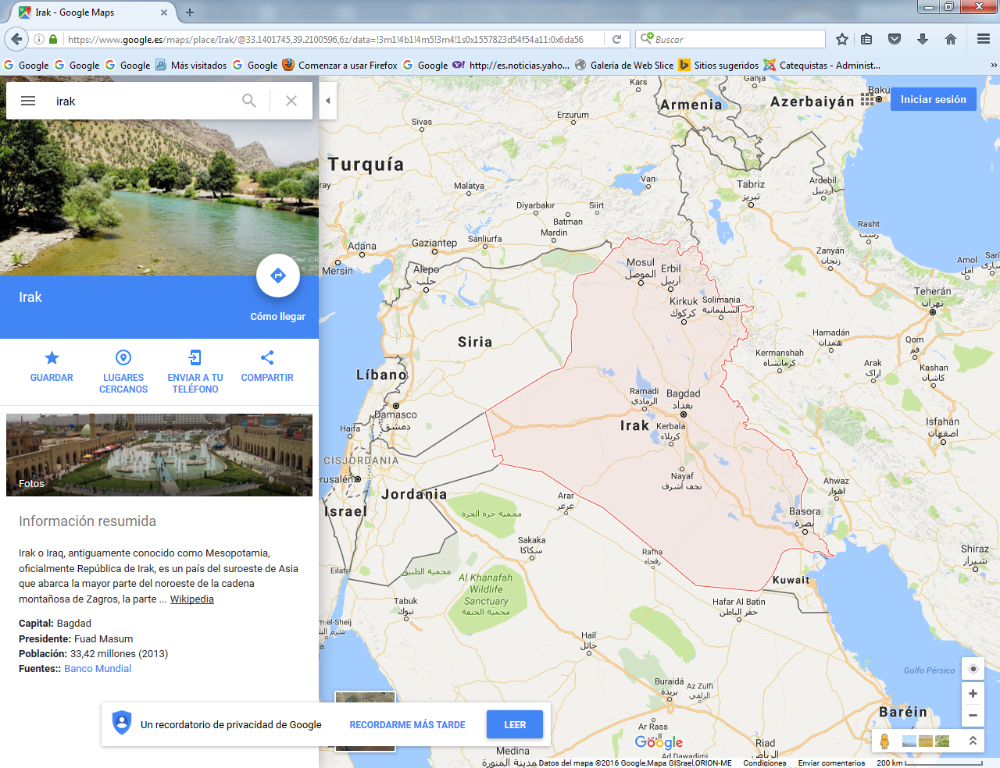 Irak - Google Maps
https://www.google.es/maps/place/Irak/@33.1401745,39.2100596,6z/data=!3m1!4b1!4m5!3m4!1s0x1557823d54f54a11:0x6da56
Buscar
Google
Google
Google
Más visitados
Google
Comenzar a usar Firefox
Google
http://es.noticias.yaho...
Galería de Web Slice
Sitios sugeridos
Catequistas - Administ...
irak
Irak
Cómo llegar
GUARDAR
LUGARES CERCANOS
ENVIAR A TU TELÉFONO
COMPARTIR
Fotos
Información resumida
Irak o Iraq, antiguamente conocido como Mesopotamia,
oficialmente República de Irak, es un país del suroeste de Asia
que abarca la mayor parte del noroeste de la cadena
montañosa de Zagros, la parte ... Wikipedia
Capital: Bagdad
Presidente: Fuad Masum
Población: 33,42 millones (2013)
Fuentes:: Banco Mundial
Un recordatorio de privacidad de Google
RECORDARME MÁS TARDE
LEER
Iniciar sesión
Kars
Ganja
Bakú
Armenia
Azerbaiyán
Sivas
Erzurum
Turquía
Malatya
Van
Tabriz
تبریز
Ardebil
اردبیل
Diyarbakır
Siirt
Batman
Mardin
Adana
Gaziantep
Sanliurfa
Mersin
Rasht
رشت
Zanyán
زنجان
Amol
آمل
Alepo
حلب
Mosul
الموصل
Erbil
اربيل
Kirkuk
كركوك
Solimania
السليمانية
Teherán
تهران
Siria
Hamadán
همدان
Qom
قم
Kermanshah
کرمانشاه
Arak
اراک
Kashan
کاشان
Líbano
Damasco
دمشق
Ramadi
الرمادي
Bagdad
بغداد
Irak
Kerbala
كربلاء
Isfahán
اصفهان
Haifa
CISJORDANIA
erusalén
Jordania
Israel
Nayaf
نجف أشرف
Ahwaz
اهواز
Arar
عرعر
محمية حرة الحرة
Basora
بصرة
Sakaka
سكاكا
Rafha
رفحاء
Shiraz
شیراز
Eilat
محمية الطبيق
Al Khanafah
Wildlife
Sanctuary
محمية الخنفة
Kuwait
Tabuk
تبوك
Hafar Al Batin
حفر الباطن
m el-Sheij
شرم الشيخ
Hail
حائل
Golfo Pérsico
Buraidá
بريدة
Az Zulfi
الزلفي
Baréin
Ar Rass
الرس
Ad Dawadimi
Riad
الرياض
Medina
المدينة المنورة
Google
Datos del mapa ©2016 Google,Mapa GISrael,ORION-ME
Condiciones
Enviar comentarios
200 km